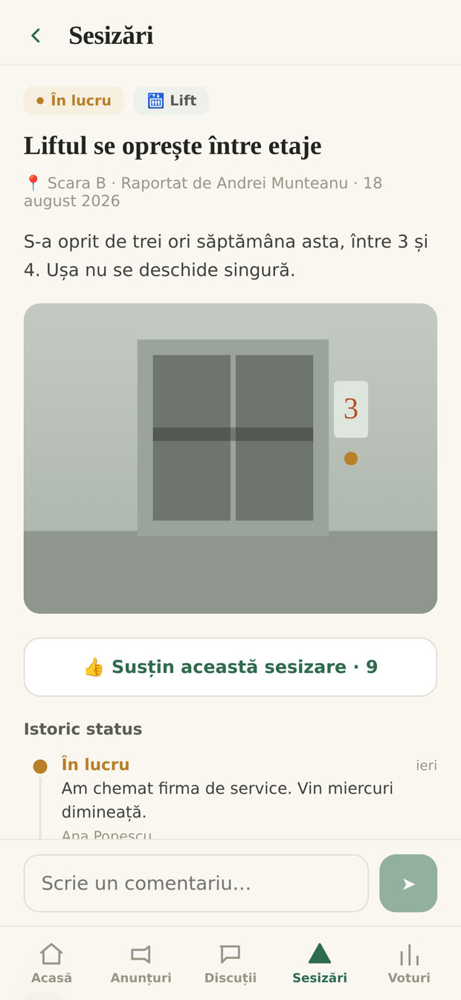 Sesizări
În lucru
Lift
Liftul se oprește între etaje
Scara B · Raportat de Andrei Munteanu · 18
august 2026
S-a oprit de trei ori săptămâna asta, între 3 și
4. Ușa nu se deschide singură.
3
Susțin această sesizare · 9
Istoric status
În lucru
ieri
Am chemat firma de service. Vin miercuri
dimineață.
Ana Popescu
Scrie un comentariu…
Acasă
Anunțuri
Discuții
Sesizări
Voturi